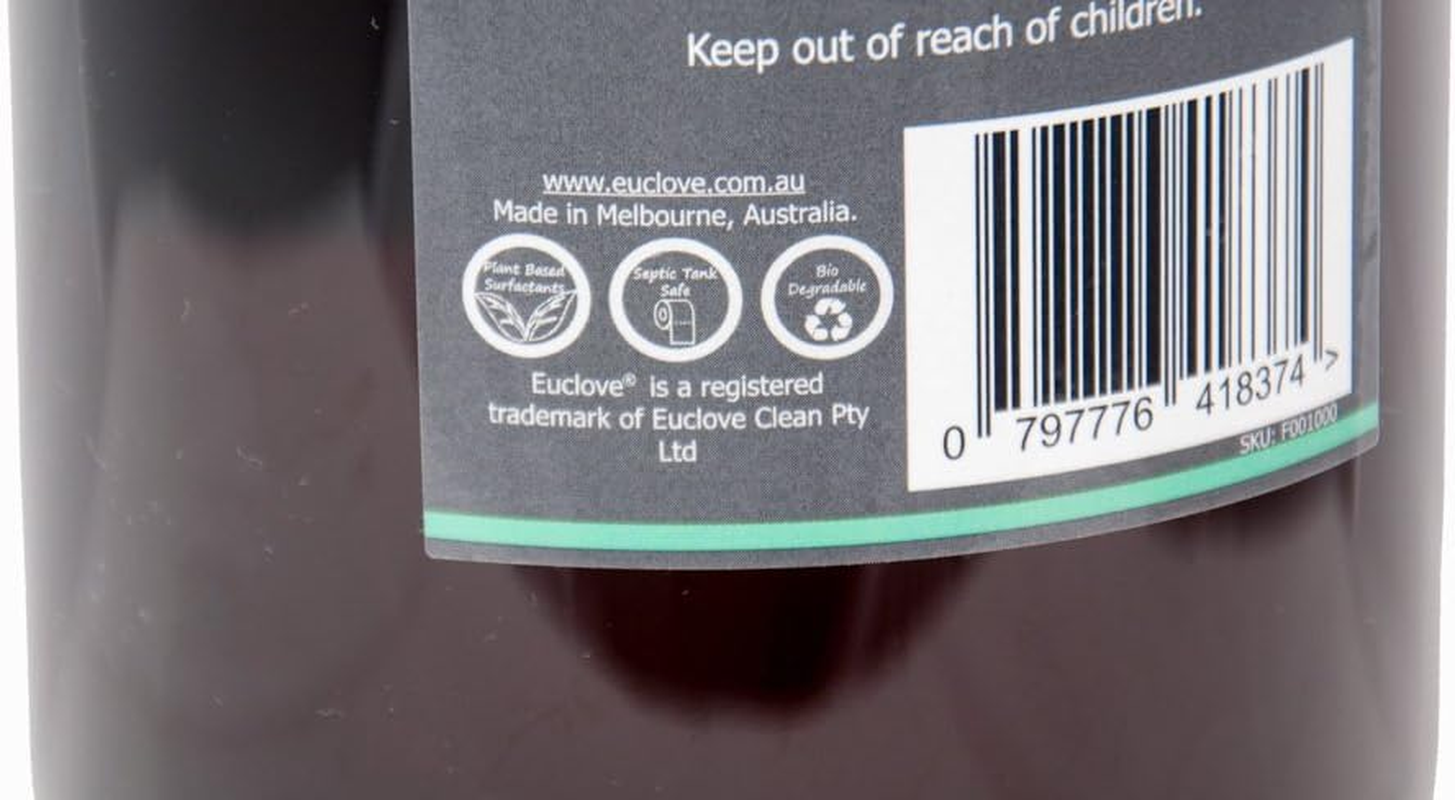 Keep out of reach of children.
www.euclove.com.au
Made in Melbourne, Australia.
Plant Based
Surfactants
Septic Tank
Safe
Bio
Degradable
Euclove® is a registered
trademark of Euclove Clean Pty
Ltd
0 797776 418374 >
SKU: F001000